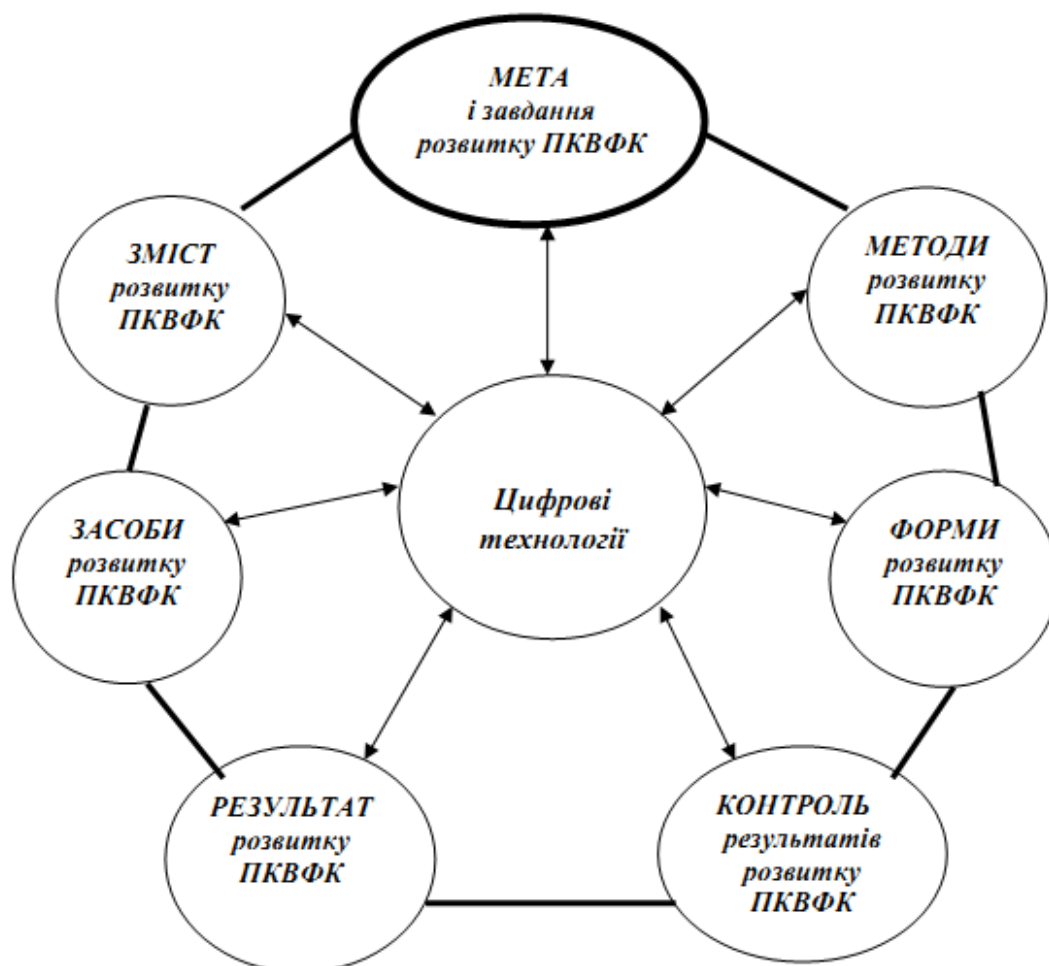 МЕТА
і завдання
розвитку ПКВФК
ЗМІСТ
розвитку
ПКВФК
МЕТОДИ
розвитку
ПКВФК
Цифрові
технології
ЗАСОБИ
розвитку
ПКВФК
ФОРМИ
розвитку
ПКВФК
РЕЗУЛЬТАТ
розвитку
ПКВФК
КОНТРОЛЬ
результатів
розвитку
ПКВФК